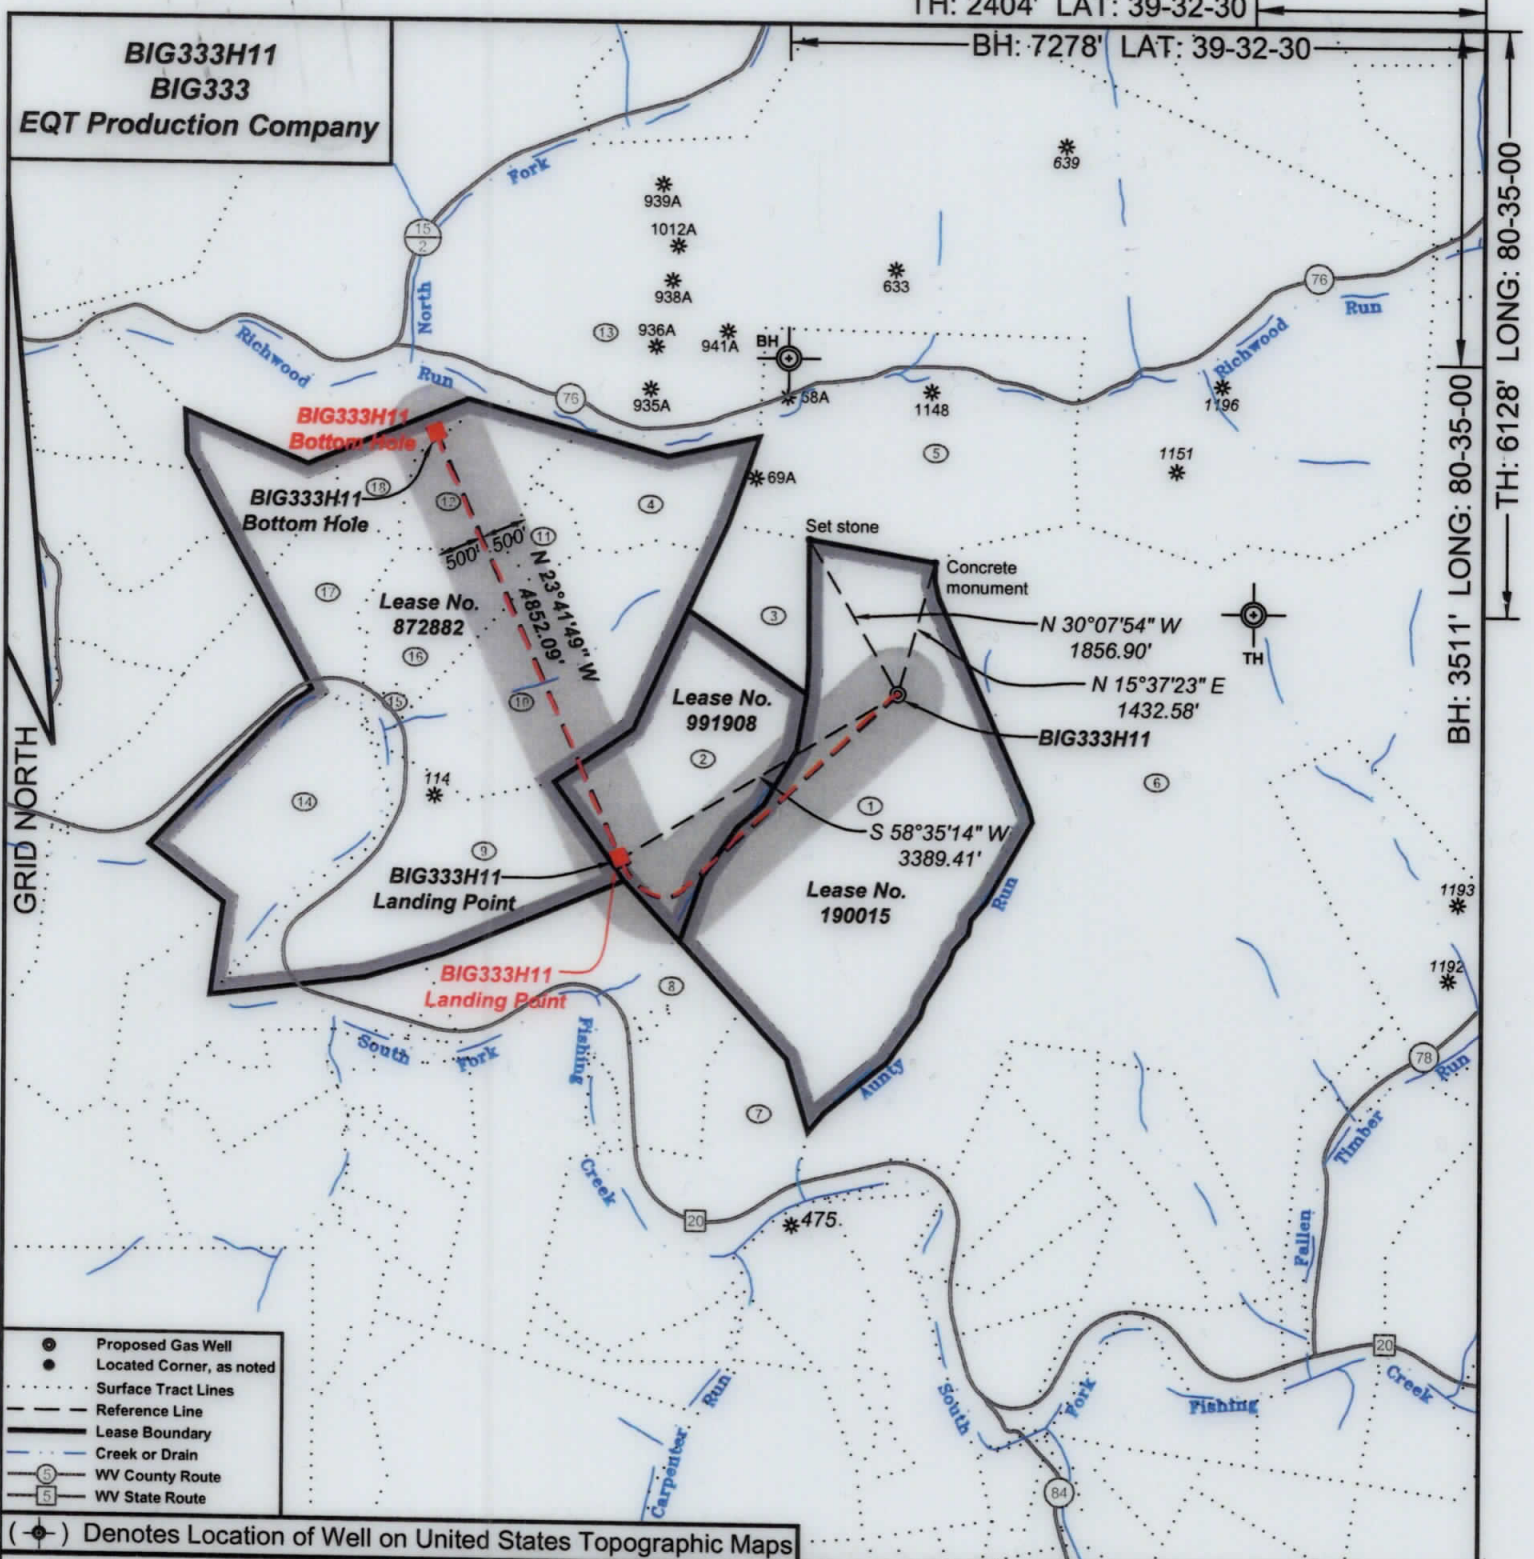 TH: 2404' LAT: 39-32-30
BH: 7278' LAT: 39-32-30
BIG333H11
BIG333
EQT Production Company
TH: 6128' LONG: 80-35-00
BH: 3511' LONG: 80-35-00
GRID NORTH
Fork
15
2
North
Richwood
Run
76
939A
1012A
938A
13
936A
941A
935A
639
633
BH
58A
1148
76
Run
Richwood
1196
1151
5
69A
BIG333H11
Bottom Hole
BIG333H11
Bottom Hole
18
12
11
4
500'
500'
N 23°41'49" W
4852.09'
17
Lease No.
872882
16
15
10
Set stone
Concrete
monument
3
N 30°07'54" W
1856.90'
N 15°37'23" E
1432.58'
BIG333H11
TH
Lease No.
991908
2
114
14
9
1
6
S 58°35'14" W
3389.41'
Lease No.
190015
BIG333H11
Landing Point
BIG333H11
Landing Point
Run
Aunty
1193
1192
8
7
South
Fork
Fishing
Creek
20
475
78
Run
Timber
Fallen
20
Creek
Fishing
Fork
South
84
Run
Carpenter
Proposed Gas Well
Located Corner, as noted
Surface Tract Lines
Reference Line
Lease Boundary
Creek or Drain
5 WV County Route
5 WV State Route
( ) Denotes Location of Well on United States Topographic Maps